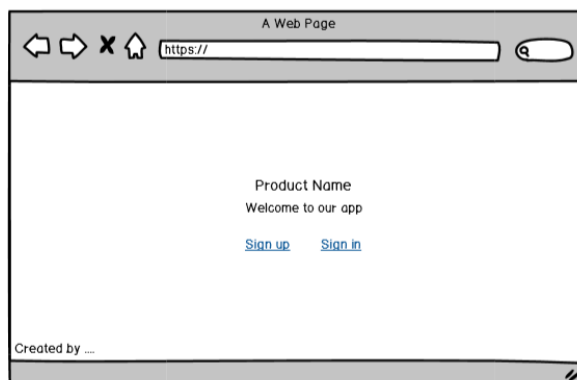 A Web Page
https://
Product Name
Welcome to our app
Sign up Sign in
Created by ....